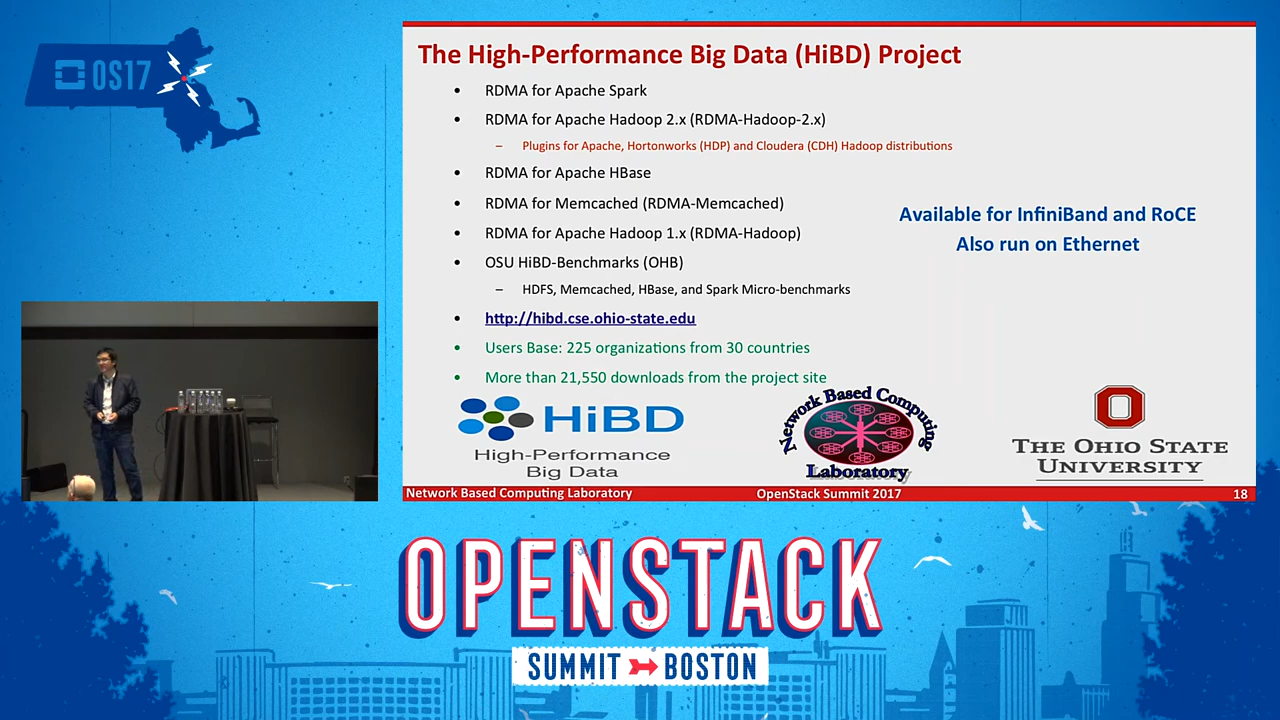 OS17
The High-Performance Big Data (HiBD) Project
• RDMA for Apache Spark
• RDMA for Apache Hadoop 2.x (RDMA-Hadoop-2.x)
– Plugins for Apache, Hortonworks (HDP) and Cloudera (CDH) Hadoop distributions
• RDMA for Apache HBase
• RDMA for Memcached (RDMA-Memcached)
• RDMA for Apache Hadoop 1.x (RDMA-Hadoop)
• OSU HiBD-Benchmarks (OHB)
– HDFS, Memcached, HBase, and Spark Micro-benchmarks
• http://hibd.cse.ohio-state.edu
• Users Base: 225 organizations from 30 countries
• More than 21,550 downloads from the project site
Available for InfiniBand and RoCE
Also run on Ethernet
HiBD
High-Performance
Big Data
Network Based Computing
Laboratory
THE OHIO STATE
UNIVERSITY
Network Based Computing Laboratory
OpenStack Summit 2017
18
OPENSTACK
SUMMIT BOSTON